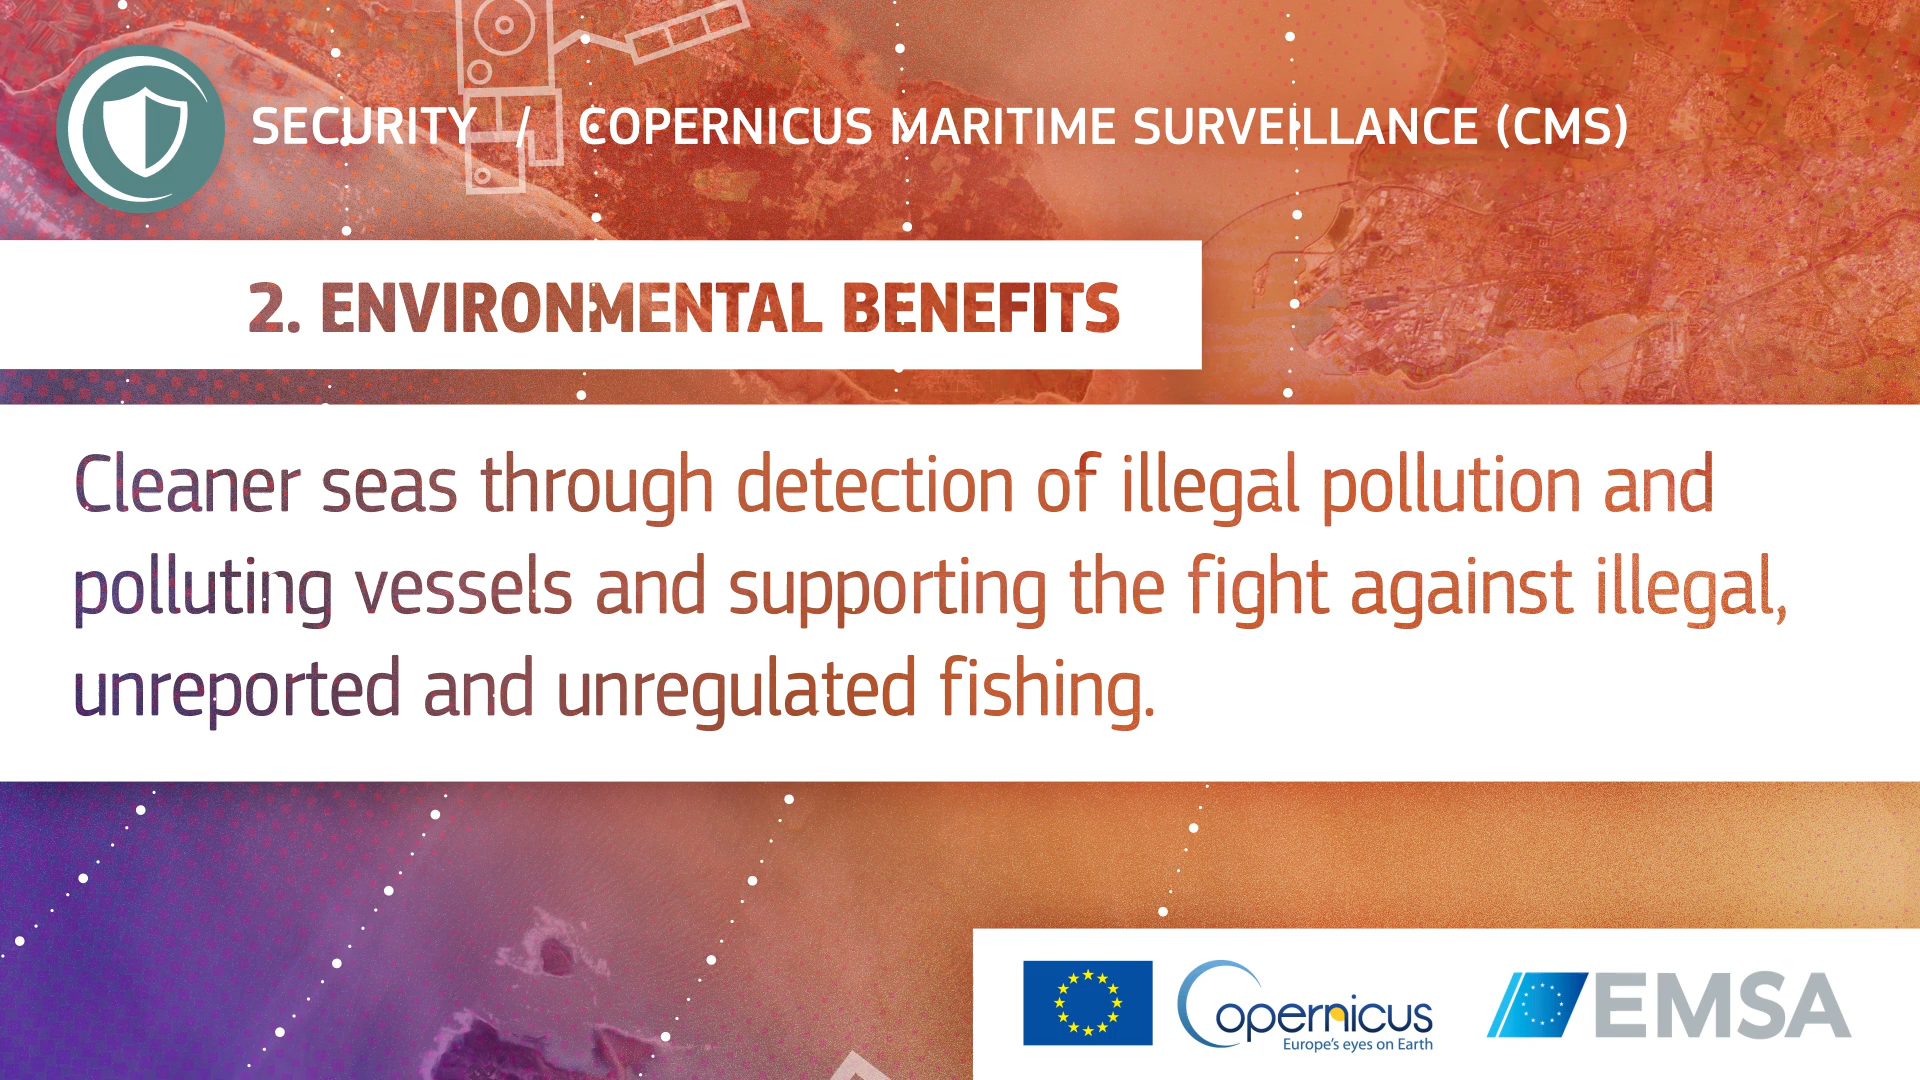 SECURITY / COPERNICUS MARITIME SURVEILLANCE (CMS)
2. ENVIRONMENTAL BENEFITS
Cleaner seas through detection of illegal pollution and
polluting vessels and supporting the fight against illegal,
unreported and unregulated fishing.
Copernicus
Europe's eyes on Earth
EMSA